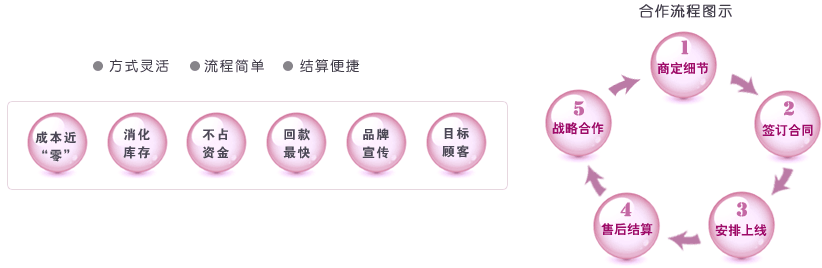 合作流程图示
● 方式灵活 ● 流程简单 ● 结算便捷
成本近
“零”
消化
库存
不占
资金
回款
最快
品牌
宣传
目标
顾客
1
商定细节
2
签订合同
3
安排上线
4
售后结算
5
战略合作